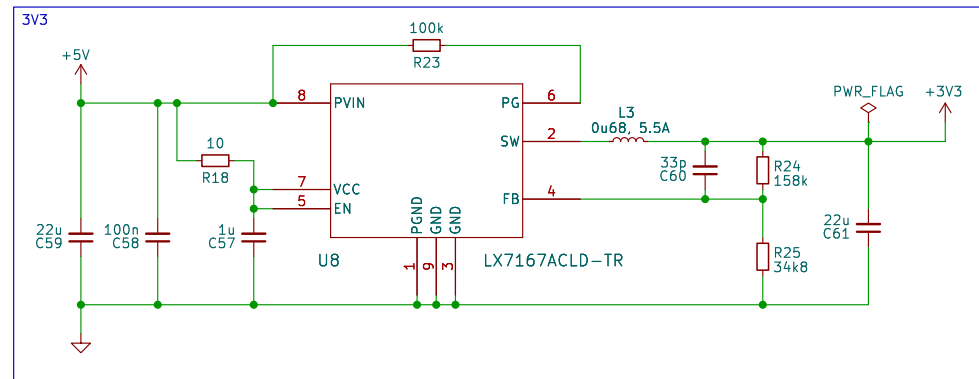 3V3
100k
R23
+5V
PWR_FLAG
+3V3
8
PVIN
PG
6
L3
0u68, 5.5A
SW
2
10
R18
33p
C60
R24
158k
7
VCC
5
EN
FB
4
22u
C59
100n
C58
1u
C57
PGND
GND
GND
22u
C61
U8
1
9
3
LX7167ACLD-TR
R25
34k8